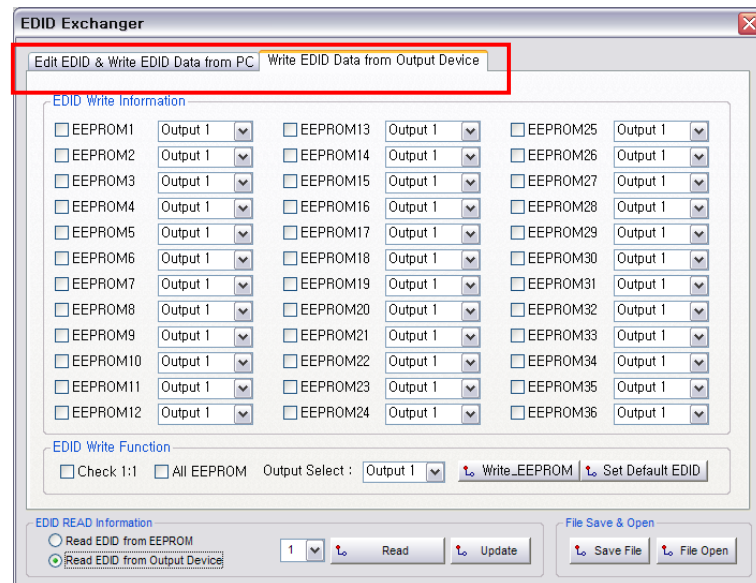 EDID Exchanger
Edit EDID & Write EDID Data from PC Write EDID Data from Output Device
EDID Write Information
EEPROM1 Output 1 EEPROM13 Output 1 EEPROM25 Output 1
EEPROM2 Output 1 EEPROM14 Output 1 EEPROM26 Output 1
EEPROM3 Output 1 EEPROM15 Output 1 EEPROM27 Output 1
EEPROM4 Output 1 EEPROM16 Output 1 EEPROM28 Output 1
EEPROM5 Output 1 EEPROM17 Output 1 EEPROM29 Output 1
EEPROM6 Output 1 EEPROM18 Output 1 EEPROM30 Output 1
EEPROM7 Output 1 EEPROM19 Output 1 EEPROM31 Output 1
EEPROM8 Output 1 EEPROM20 Output 1 EEPROM32 Output 1
EEPROM9 Output 1 EEPROM21 Output 1 EEPROM33 Output 1
EEPROM10 Output 1 EEPROM22 Output 1 EEPROM34 Output 1
EEPROM11 Output 1 EEPROM23 Output 1 EEPROM35 Output 1
EEPROM12 Output 1 EEPROM24 Output 1 EEPROM36 Output 1
EDID Write Function
Check 1:1 All EEPROM Output Select : Output 1 Write_EEPROM Set Default EDID
EDID READ Information File Save & Open
Read EDID from EEPROM
Read EDID from Output Device 1 Read Update Save File File Open